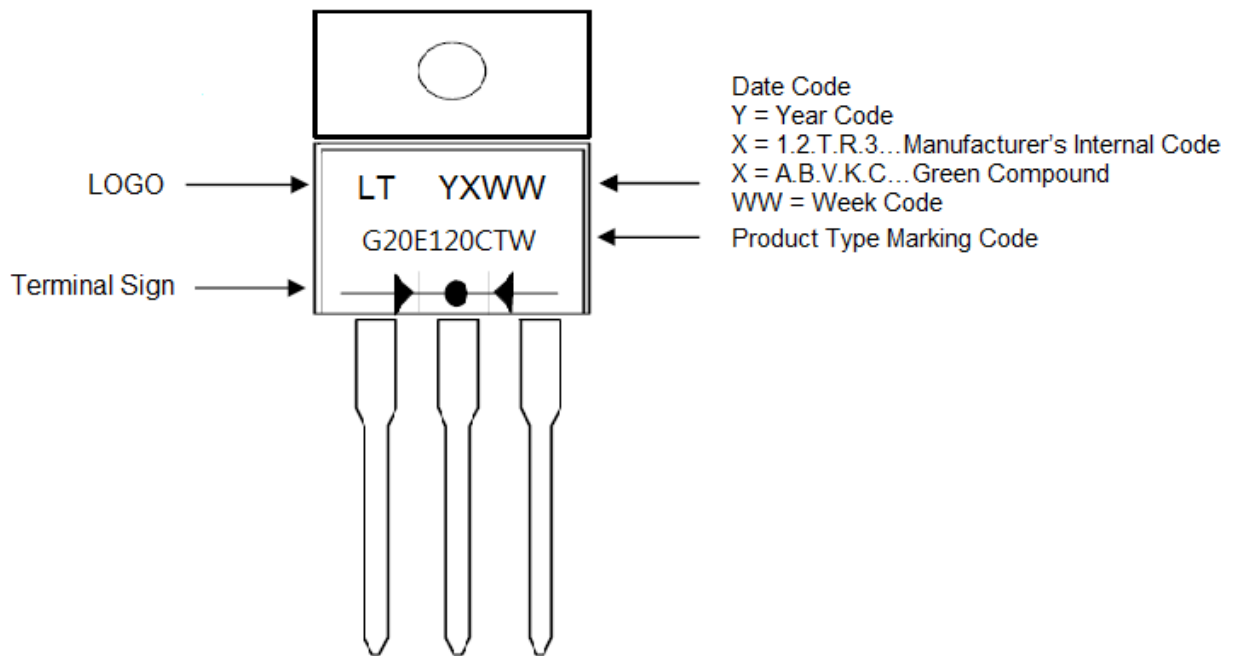 Date Code
Y = Year Code
X = 1.2.T.R.3...Manufacturer's Internal Code
X = A.B.V.K.C...Green Compound
WW = Week Code
LOGO
LT YXWW
G20E120CTW
Product Type Marking Code
Terminal Sign